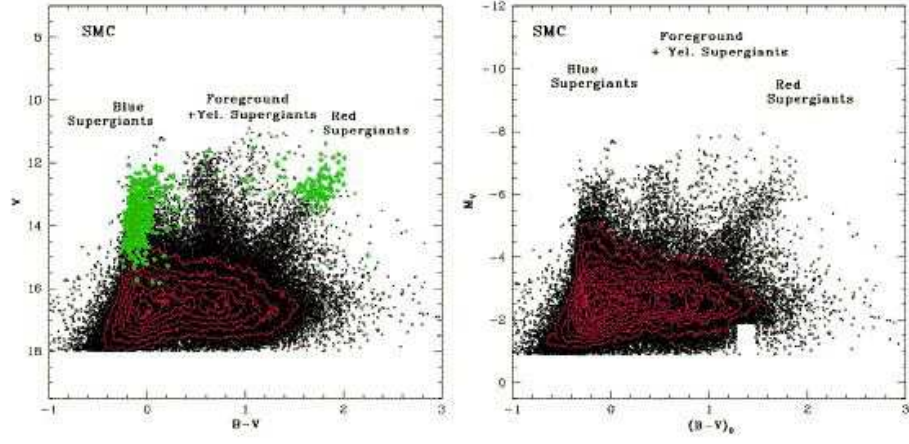 SMC
Blue
Supergiants
Foreground
+Yel. Supergiants
Red
Supergiants
5
10
12
14
16
18
V
-1
0
1
2
3
B-V
SMC
Foreground
+ Yel. Supergiants
Blue
Supergiants
Red
Supergiants
-12
-10
-8
-6
-4
-2
0
M_V
-1
0
1
2
3
(B-V)_0